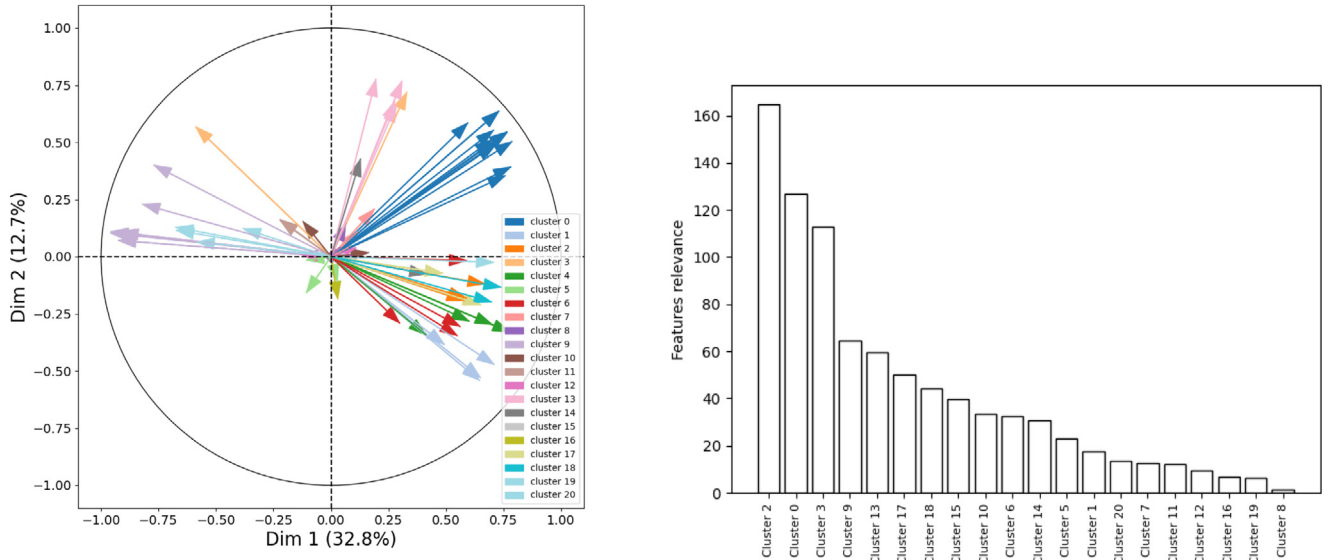 1.00
0.75
0.50
0.25
0.00
−0.25
−0.50
−0.75
−1.00
Dim 2 (12.7%)
cluster 0
cluster 1
cluster 2
cluster 3
cluster 4
cluster 5
cluster 6
cluster 7
cluster 8
cluster 9
cluster 10
cluster 11
cluster 12
cluster 13
cluster 14
cluster 15
cluster 16
cluster 17
cluster 18
cluster 19
cluster 20
−1.00 −0.75 −0.50 −0.25 0.00 0.25 0.50 0.75 1.00
Dim 1 (32.8%)
160
140
120
100
80
60
40
20
0
Features relevance
Cluster 2
Cluster 0
Cluster 3
Cluster 9
Cluster 13
Cluster 17
Cluster 18
Cluster 15
Cluster 10
Cluster 6
Cluster 14
Cluster 5
Cluster 1
Cluster 20
Cluster 7
Cluster 11
Cluster 12
Cluster 16
Cluster 19
Cluster 8